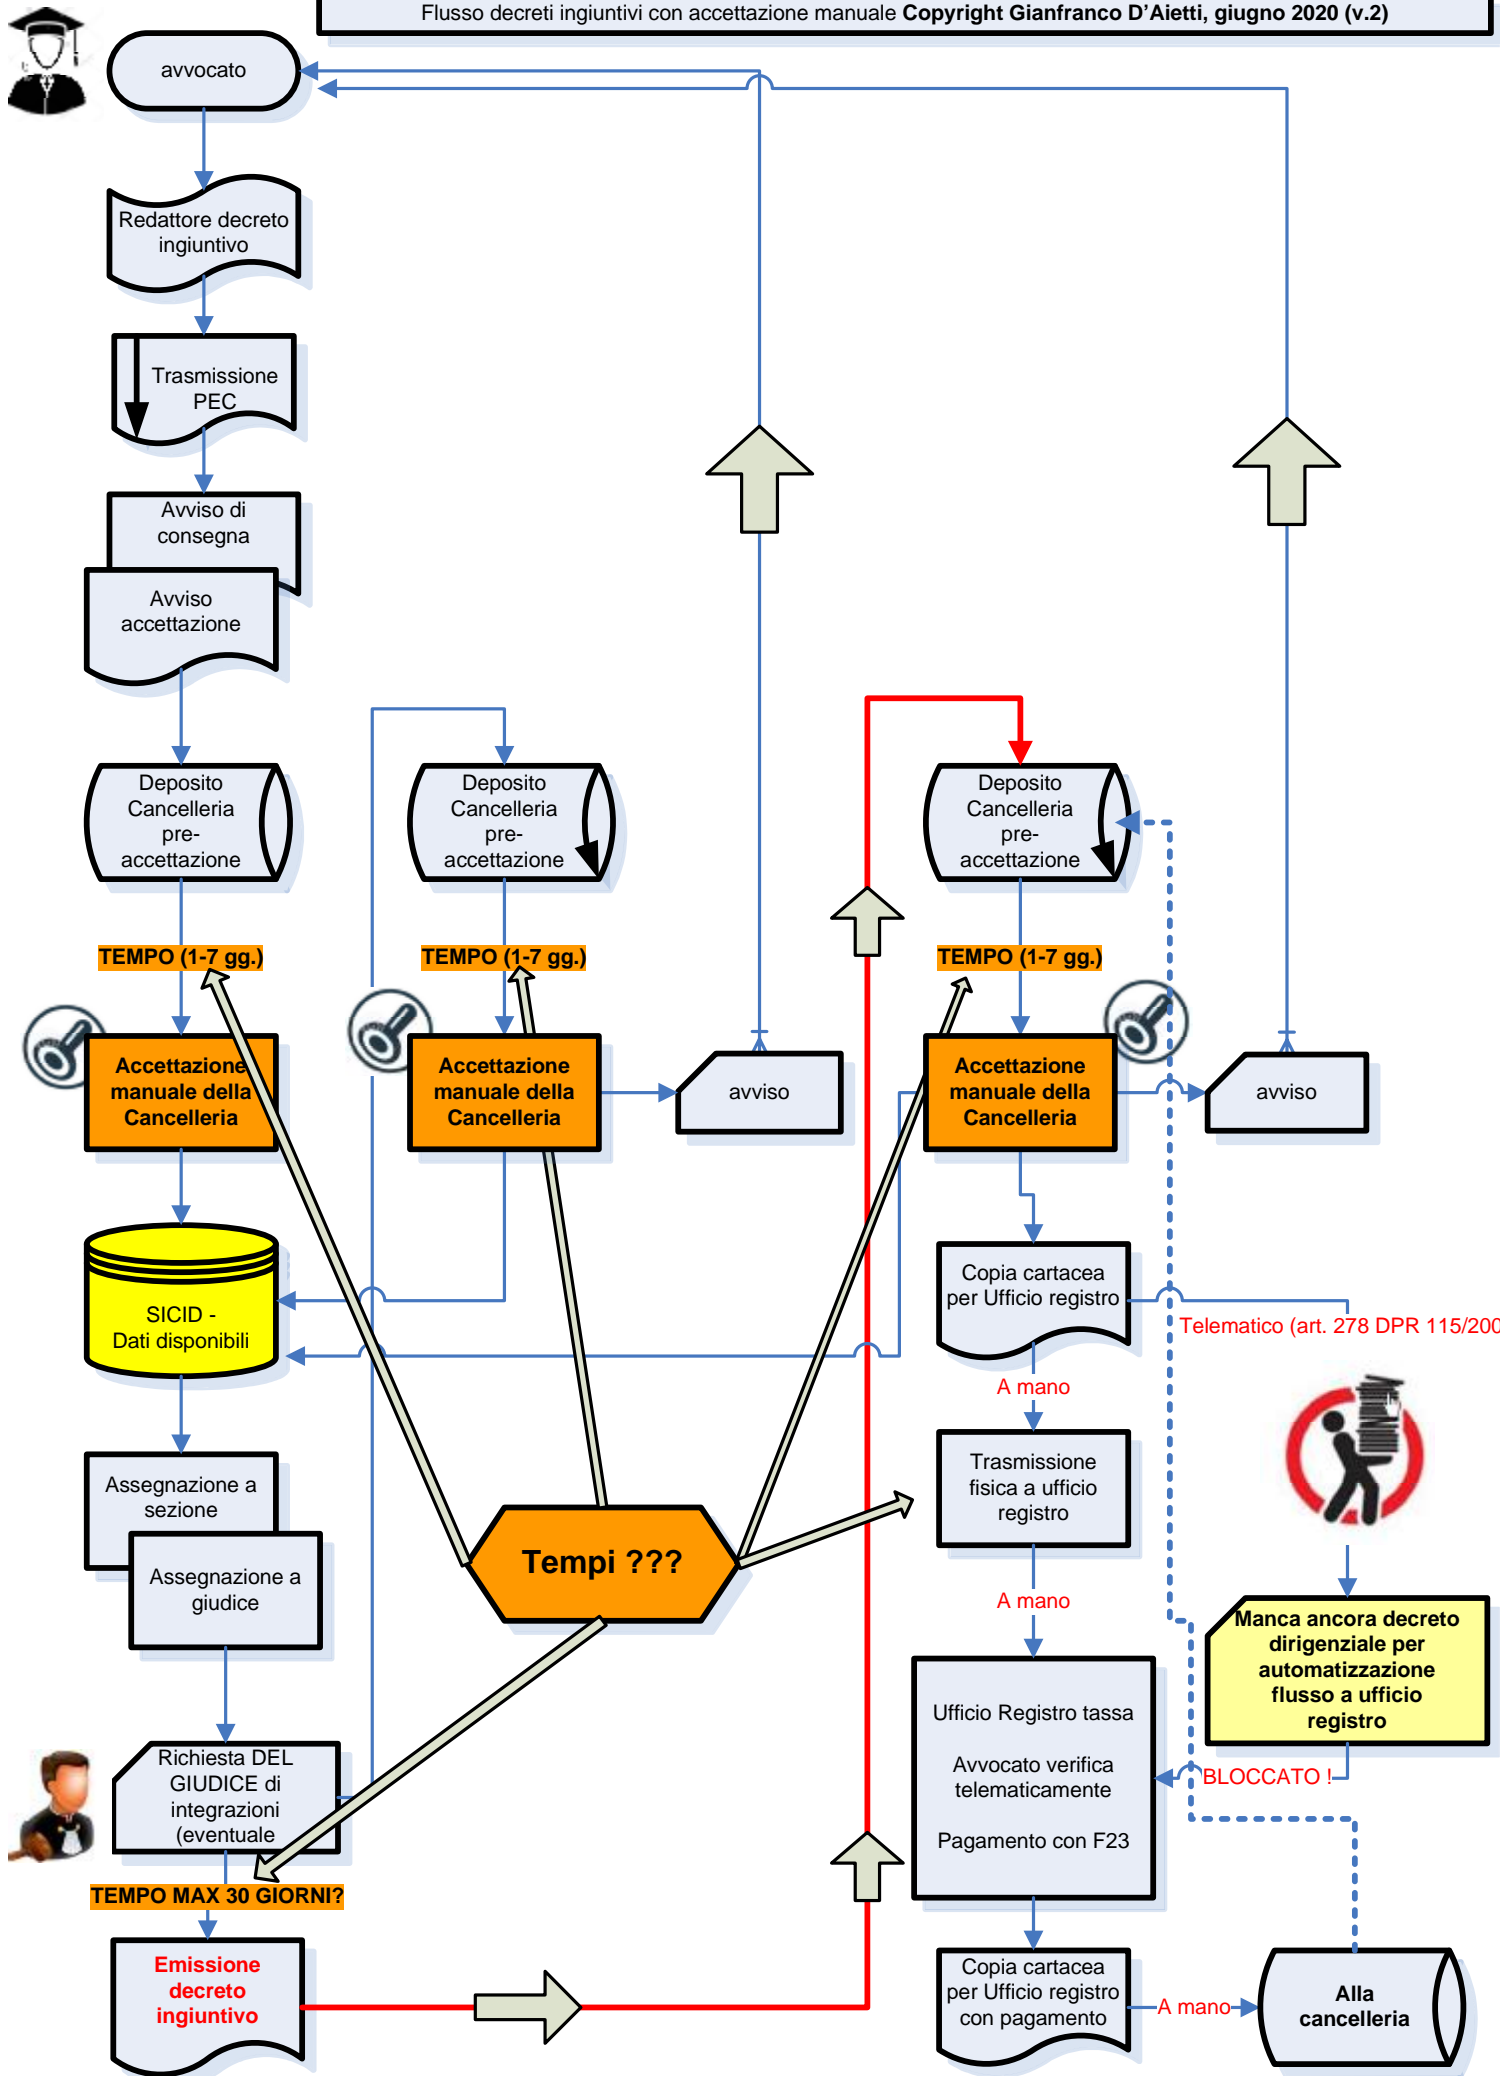 Flusso decreti ingiuntivi con accettazione manuale Copyright Gianfranco D'Aietti, giugno 2020 (v.2)
avvocato
Redattore decreto
ingiuntivo
Trasmissione
PEC
Avviso di
consegna
Avviso
accettazione
Deposito
Cancelleria
pre-
accettazione
TEMPO (1-7 gg.)
Accettazione
manuale della
Cancelleria
SICID -
Dati disponibili
Assegnazione a
sezione
Assegnazione a
giudice
Richiesta DEL
GIUDICE di
integrazioni
(eventuale
TEMPO MAX 30 GIORNI?
Emissione
decreto
ingiuntivo
Deposito
Cancelleria
pre-
accettazione
TEMPO (1-7 gg.)
Accettazione
manuale della
Cancelleria
avviso
Tempi ???
Deposito
Cancelleria
pre-
accettazione
TEMPO (1-7 gg.)
Accettazione
manuale della
Cancelleria
avviso
Copia cartacea
per Ufficio registro
Telematico (art. 278 DPR 115/200
A mano
Trasmissione
fisica a ufficio
registro
A mano
Manca ancora decreto
dirigenziale per
automatizzazione
flusso a ufficio
registro
BLOCCATO !
Ufficio Registro tassa
Avvocato verifica
telematicamente
Pagamento con F23
Copia cartacea
per Ufficio registro
con pagamento
A mano
Alla
cancelleria